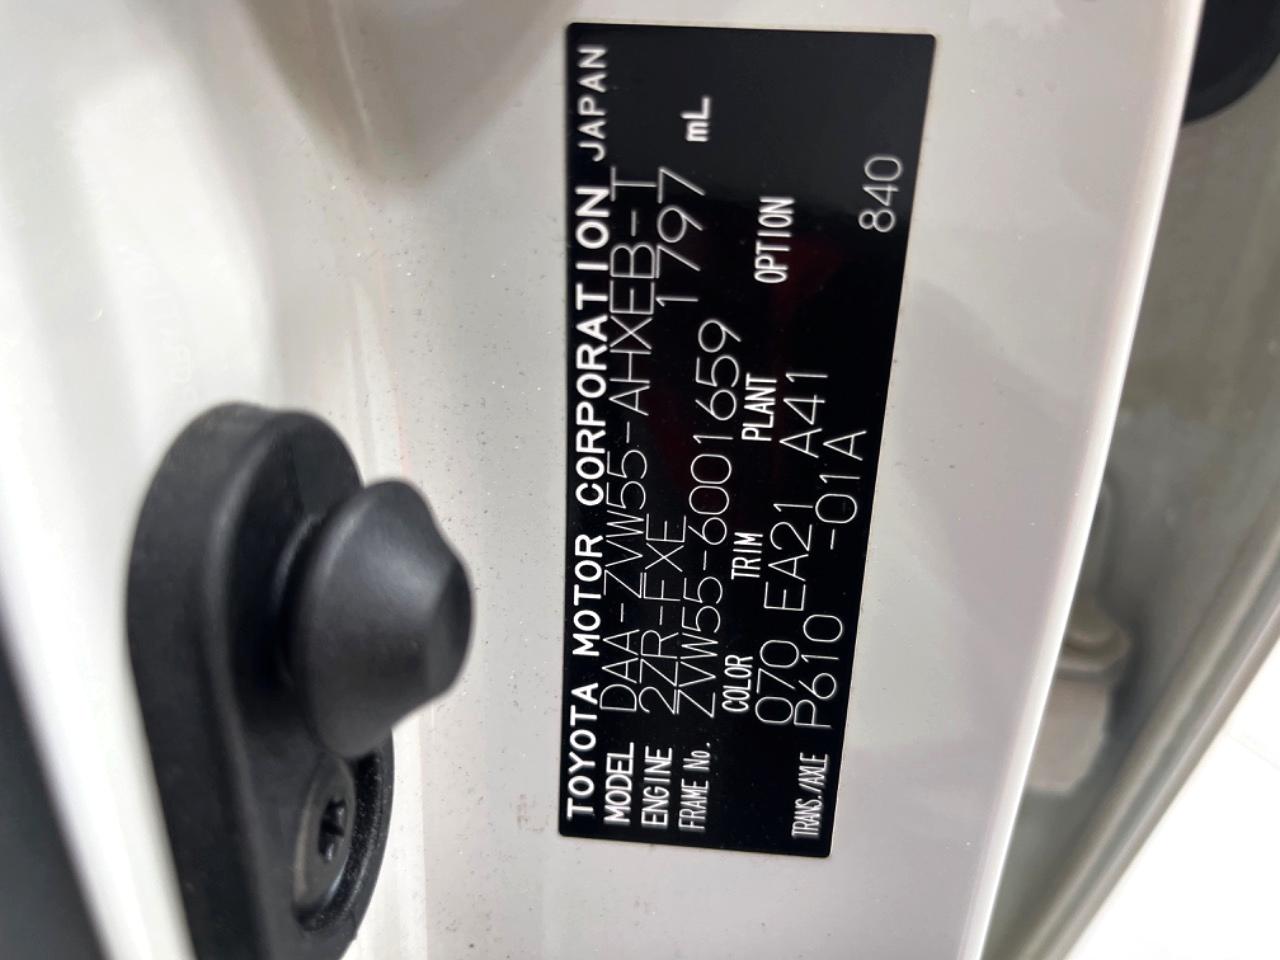 TOYOTA MOTOR CORPORATION JAPAN
MODEL DAA-ZVW55-AHXEB-T
ENGINE 2ZR-FXE 1797 mL
FRAME No. ZVW55-6001659
COLOR TRIM PLANT OPTION
070 EA21 A41
TRANS./AXLE P610 -01A
840